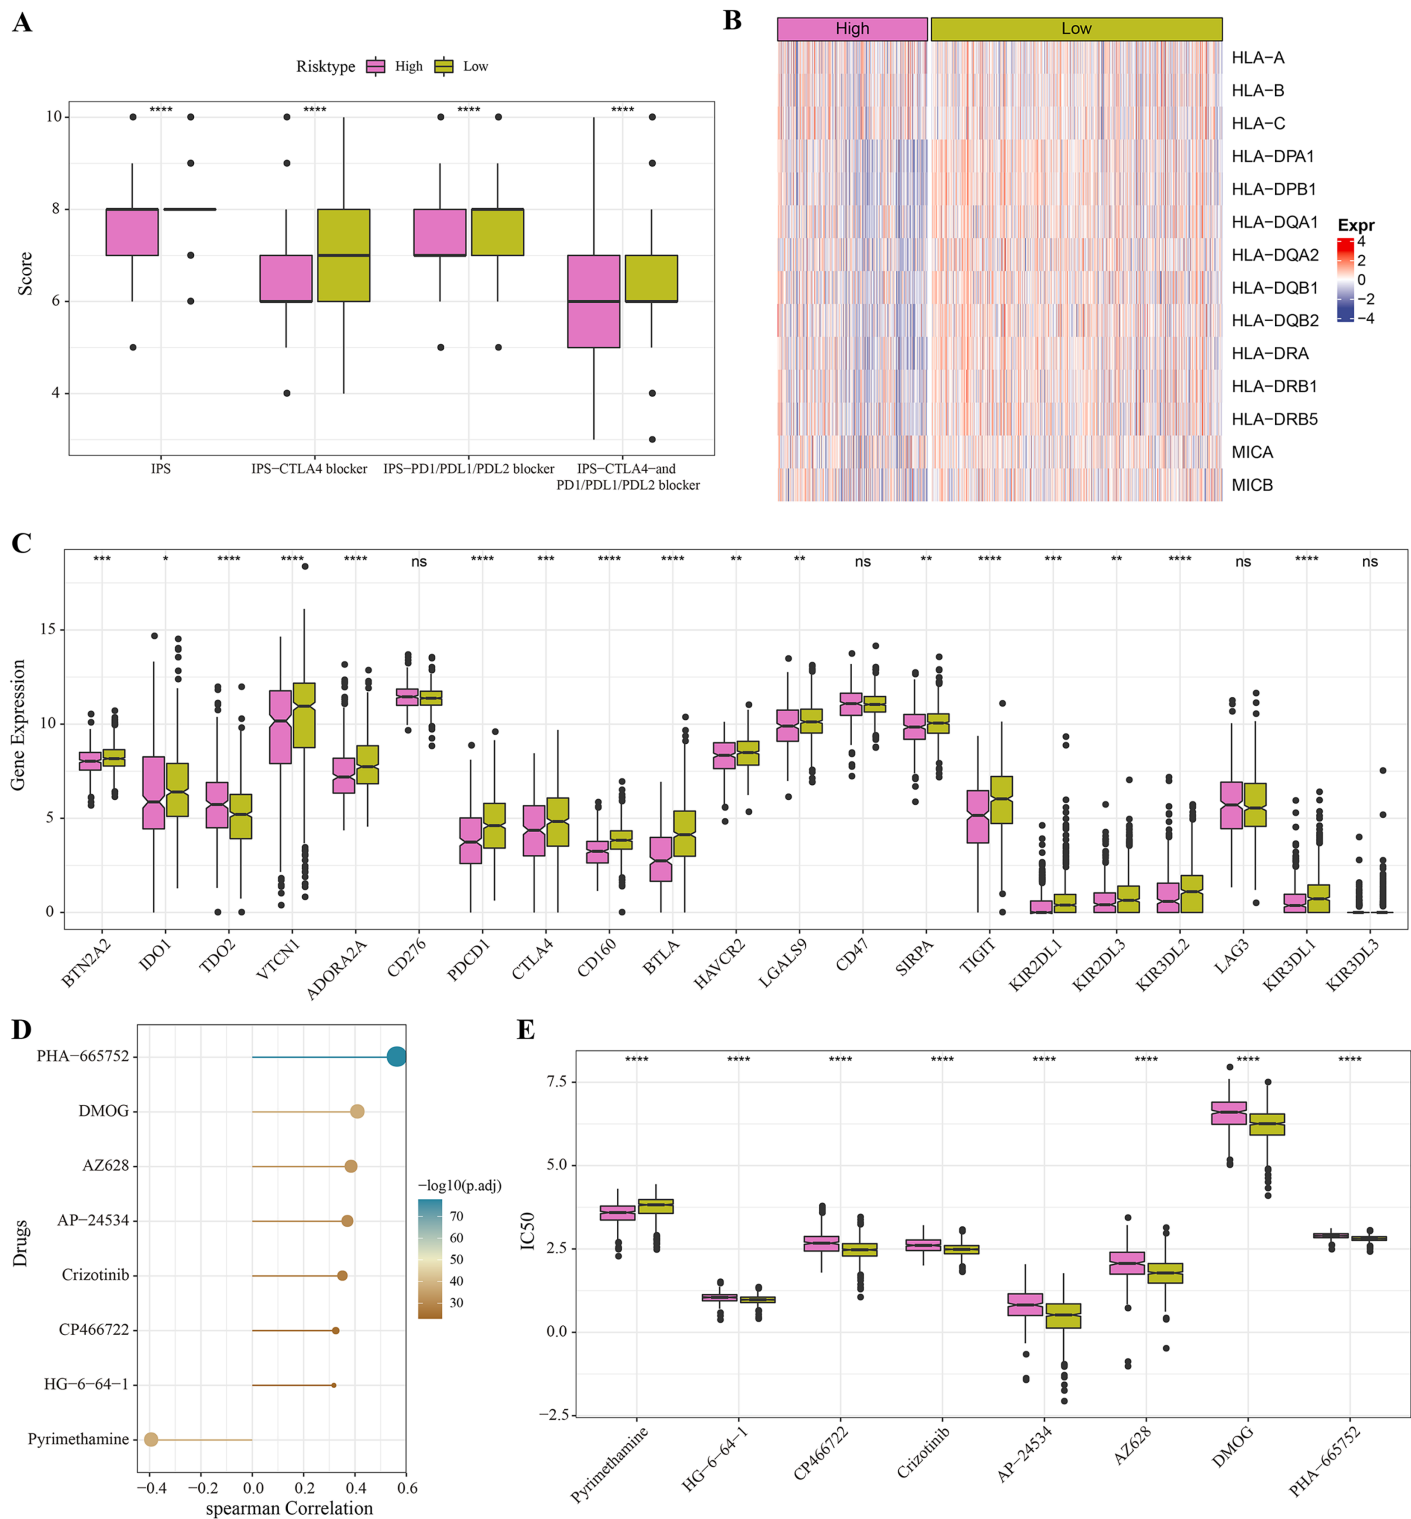 A
Risktype High Low
**** **** **** ****
10
8
6
4
Score
IPS
IPS−CTLA4 blocker
IPS−PD1/PDL1/PDL2 blocker
IPS−CTLA4−and
PD1/PDL1/PDL2 blocker
B
High Low
HLA−A
HLA−B
HLA−C
HLA−DPA1
HLA−DPB1
HLA−DQA1
HLA−DQA2
HLA−DQB1
HLA−DQB2
HLA−DRA
HLA−DRB1
HLA−DRB5
MICA
MICB
Expr
4
2
0
−2
−4
C
*** * **** **** **** ns **** *** **** **** ** ** ns ** **** *** ** **** ns **** ns
15
10
5
0
Gene Expression
BTN2A2
IDO1
TDO2
VTCN1
ADORA2A
CD276
PDCD1
CTLA4
CD160
BTLA
HAVCR2
LGALS9
CD47
SIRPA
TIGIT
KIR2DL1
KIR2DL3
KIR3DL2
LAG3
KIR3DL1
KIR3DL3
D
PHA−665752
DMOG
AZ628
AP−24534
Crizotinib
CP466722
HG−6−64−1
Pyrimethamine
Drugs
−0.4 −0.2 0.0 0.2 0.4 0.6
spearman Correlation
−log10(p.adj)
70
60
50
40
30
E
**** **** **** **** **** **** **** ****
7.5
5.0
2.5
0.0
−2.5
IC50
Pyrimethamine
HG−6−64−1
CP466722
Crizotinib
AP−24534
AZ628
DMOG
PHA−665752